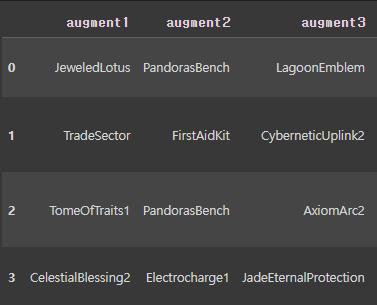 augment1 augment2 augment3
0 JeweledLotus PandorasBench LagoonEmblem
1 TradeSector FirstAidKit CyberneticUplink2
2 TomeOfTraits1 PandorasBench AxiomArc2
3 CelestialBlessing2 Electrocharge1 JadeEternalProtection